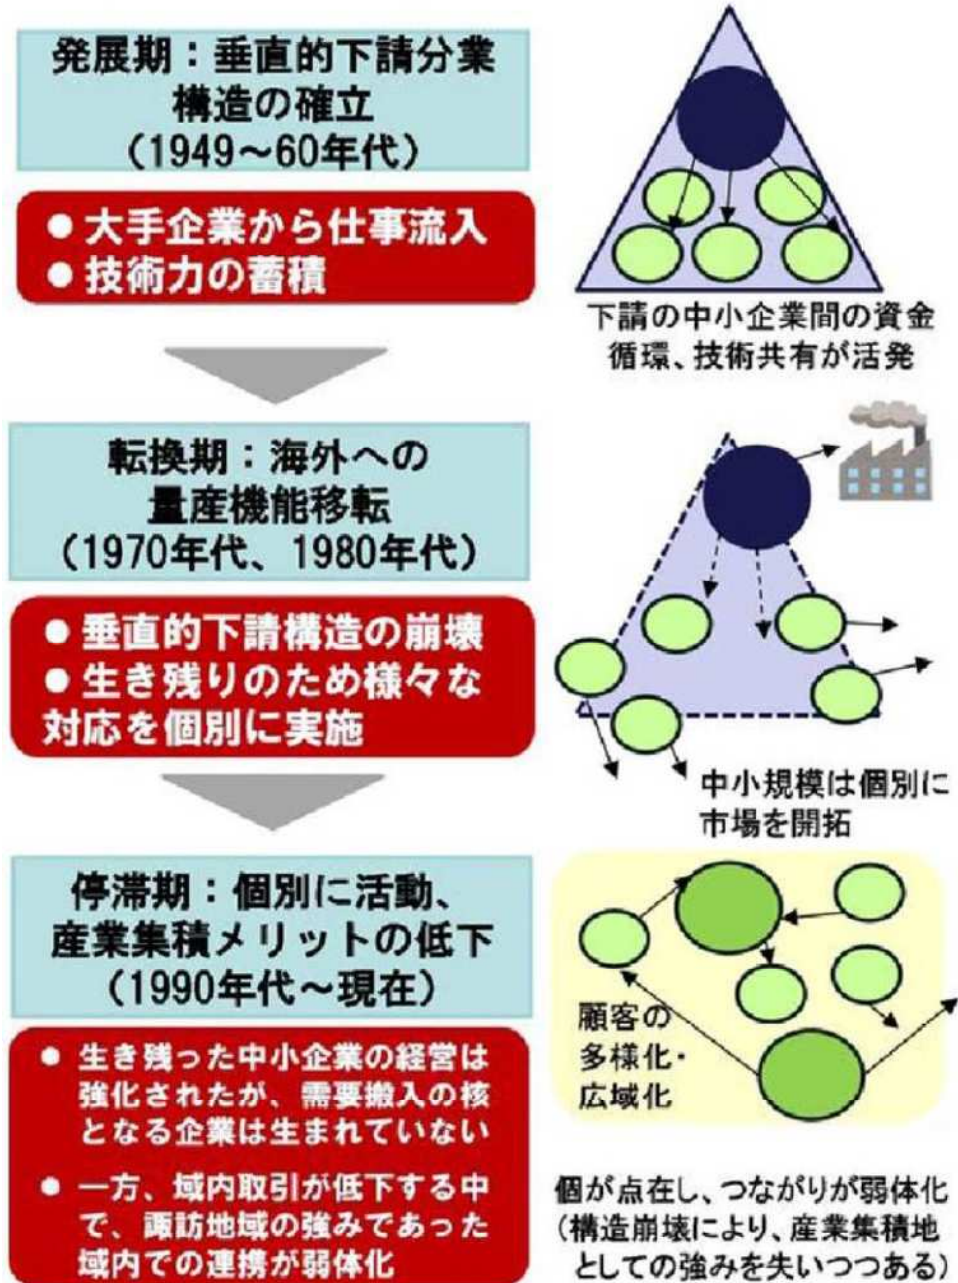 発展期：垂直的下請分業
構造の確立
（1949～60年代）
● 大手企業から仕事流入
● 技術力の蓄積
下請の中小企業間の資金
循環、技術共有が活発
転換期：海外への
量産機能移転
（1970年代、1980年代）
● 垂直的下請構造の崩壊
● 生き残りのため様々な
対応を個別に実施
中小規模は個別に
市場を開拓
停滞期：個別に活動、
産業集積メリットの低下
（1990年代～現在）
● 生き残った中小企業の経営は
強化されたが、需要搬入の核
となる企業は生まれていない
● 一方、域内取引が低下する中
で、諏訪地域の強みであった
域内での連携が弱体化
顧客の
多様化・
広域化
個が点在し、つながりが弱体化
（構造崩壊により、産業集積地
としての強みを失いつつある）